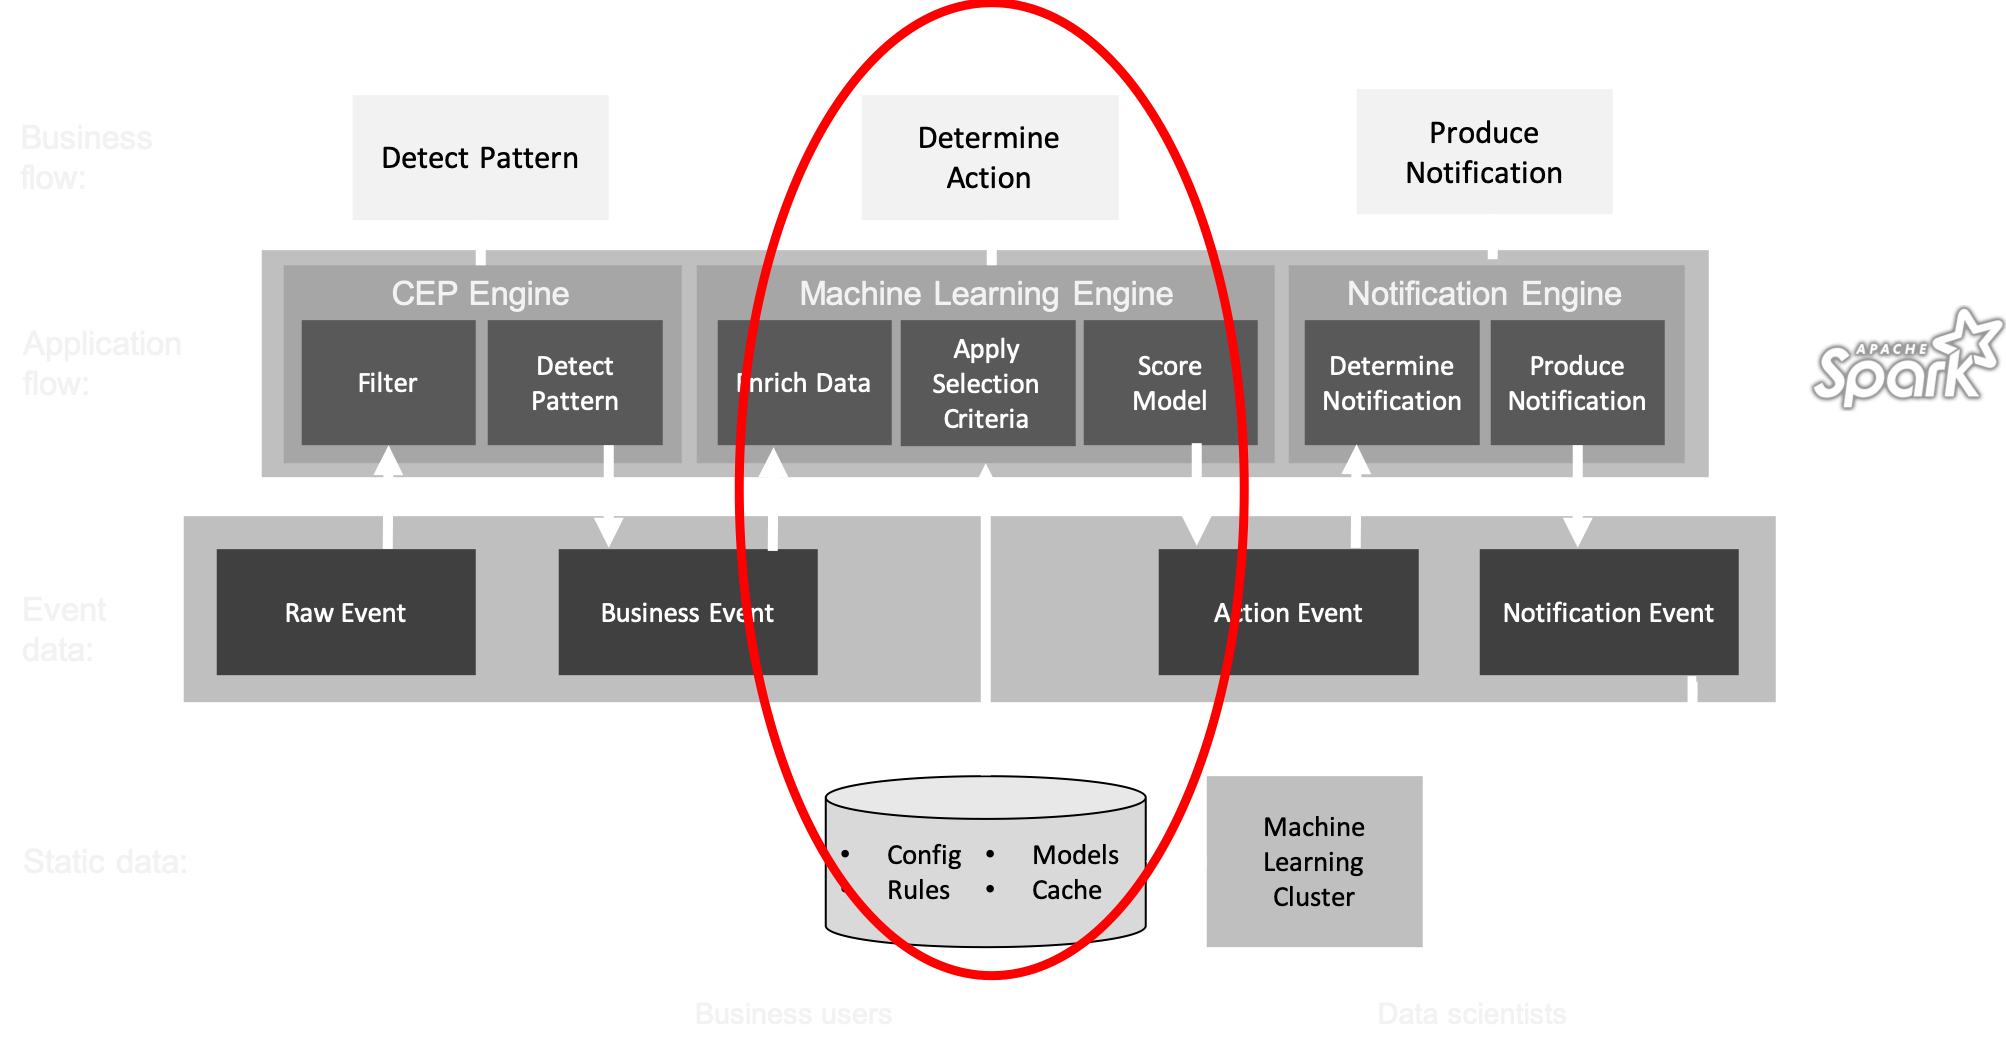 Business
flow:
Detect Pattern
Determine
Action
Produce
Notification
Application
flow:
CEP Engine
Filter
Detect
Pattern
Machine Learning Engine
Enrich Data
Apply
Selection
Criteria
Score
Model
Notification Engine
Determine
Notification
Produce
Notification
APACHE
Spark
Event
data:
Raw Event
Business Event
Action Event
Notification Event
Static data:
• Config
• Rules
• Models
• Cache
Machine
Learning
Cluster
Business users
Data scientists